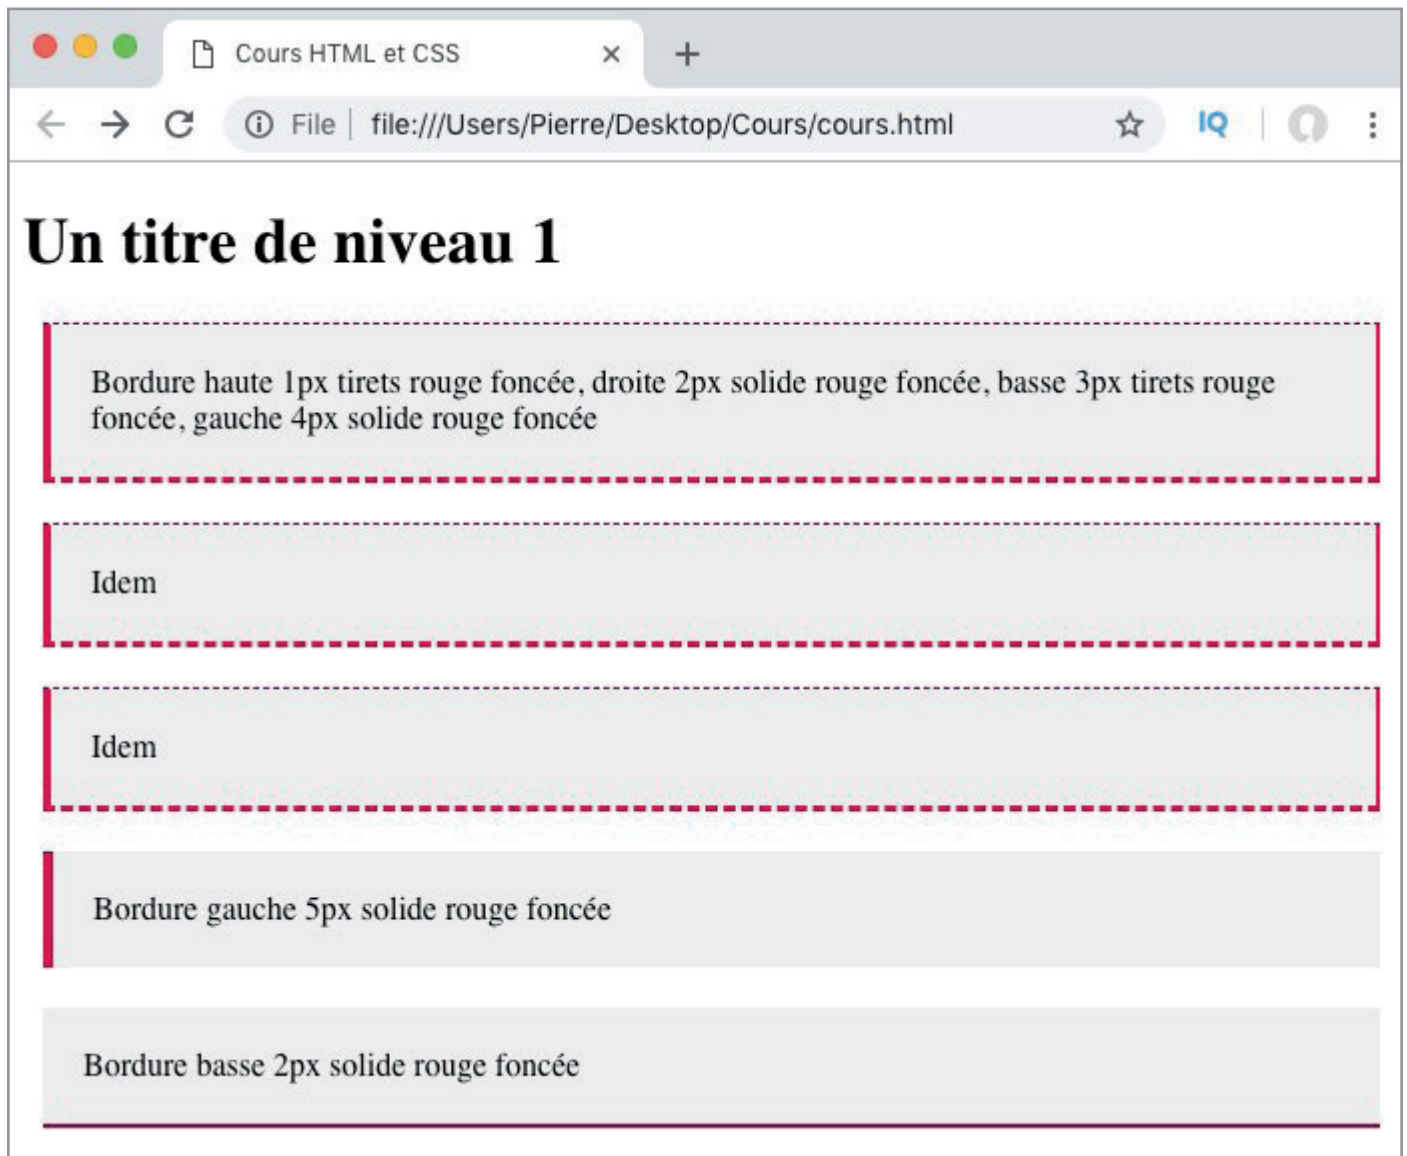 Cours HTML et CSS
File file:///Users/Pierre/Desktop/Cours/cours.html IQ
Un titre de niveau 1
Bordure haute 1px tirets rouge foncée, droite 2px solide rouge foncée, basse 3px tirets rouge
foncée, gauche 4px solide rouge foncée
Idem
Idem
Bordure gauche 5px solide rouge foncée
Bordure basse 2px solide rouge foncée